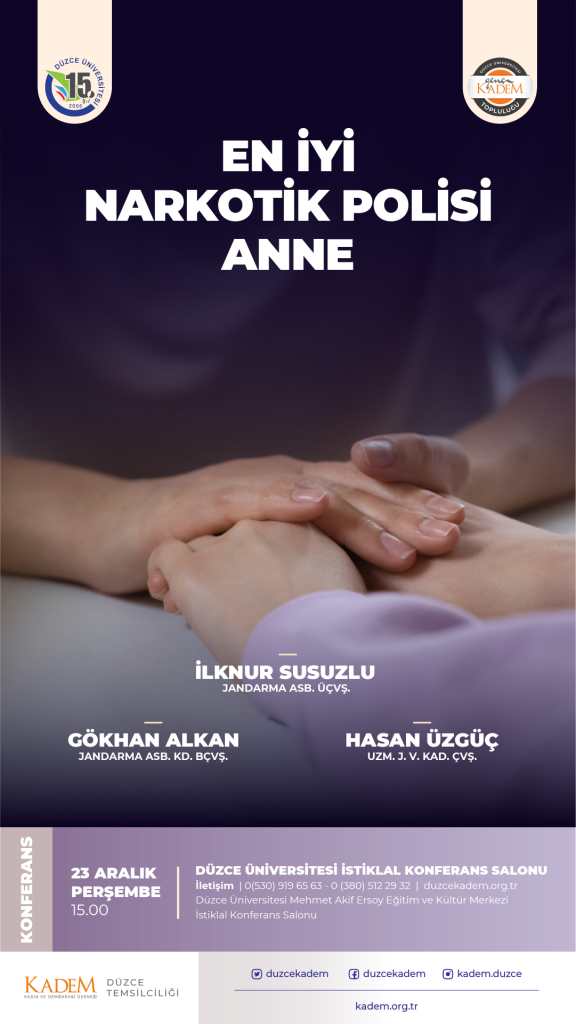 DÜZCE ÜNİVERSİTESİ
15.
Yıl
2006
DÜZCE ÜNİVERSİTESİ
genç
KADEM
TOPLULUĞU
EN İYİ
NARKOTİK POLİSİ
ANNE
İLKNUR SUSUZLU
JANDARMA ASB. ÜÇVŞ.
GÖKHAN ALKAN
JANDARMA ASB. KD. BÇVŞ.
HASAN ÜZGÜÇ
UZM. J. V. KAD. ÇVŞ.
KONFERANS
23 ARALIK
PERŞEMBE
15.00
DÜZCE ÜNİVERSİTESİ İSTİKLAL KONFERANS SALONU
İletişim | 0(530) 919 65 63 - 0 (380) 512 29 32 | duzcekadem.org.tr
Düzce Üniversitesi Mehmet Akif Ersoy Eğitim ve Kültür Merkezi
İstiklal Konferans Salonu
KADEM
KADIN VE DEMOKRASİ DERNEĞİ
DÜZCE
TEMSİLCİLİĞİ
duzcekadem
duzcekadem
kadem.duzce
kadem.org.tr